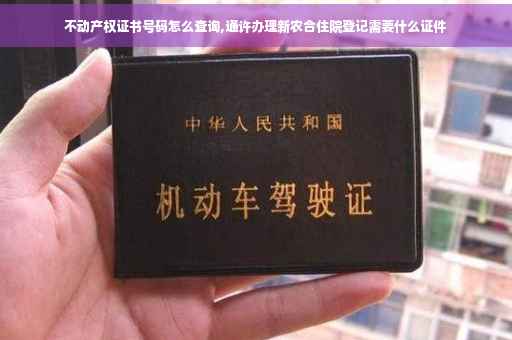 不动产权证书号码怎么查询,通许办理新农合住院登记需要什么证件
中华人民共和国
机动车驾驶证